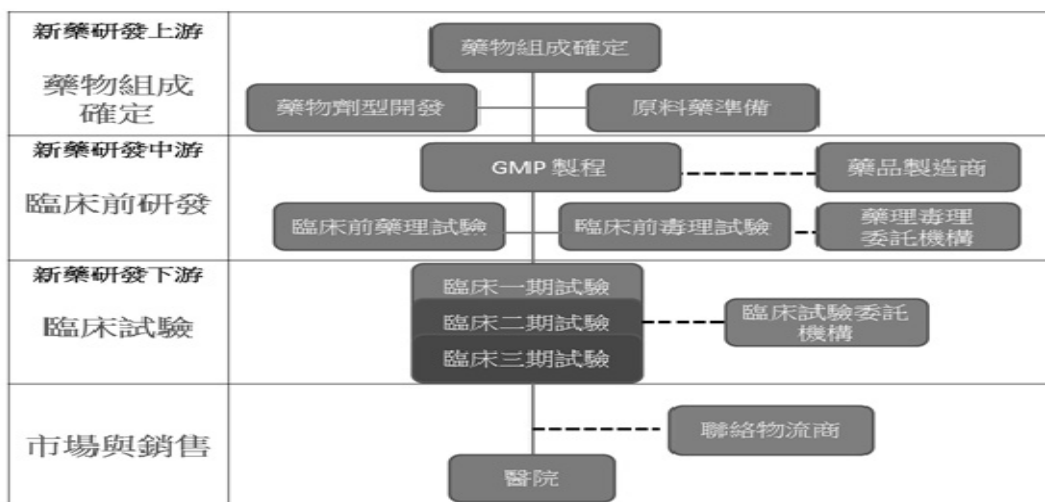 新藥研發上游
藥物組成
確定
藥物組成確定
藥物劑型開發
原料藥準備
新藥研發中游
臨床前研發
GMP 製程
藥品製造商
臨床前藥理試驗
臨床前毒理試驗
藥理毒理
委託機構
新藥研發下游
臨床試驗
臨床一期試驗
臨床二期試驗
臨床三期試驗
臨床試驗委託
機構
市場與銷售
聯絡物流商
醫院